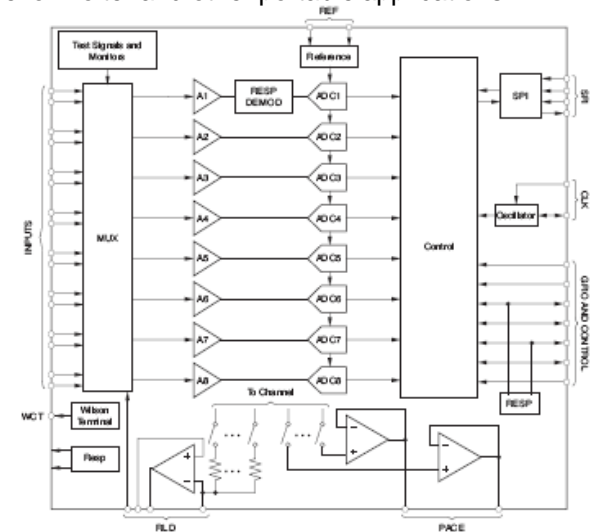 REF
Test Signals and
Monitors
Reference
A1
RESP
DEMOD
ADC1
SPI
SPI
A2
ADC2
A3
ADC3
CLK
A4
ADC4
Oscillator
INPUTS
MUX
Control
A5
ADC5
A6
ADC6
GPIO AND CONTROL
A7
ADC7
A8
ADC8
To Channel
RESP
WCT
Wilson
Terminal
Resp
RLD
PACE